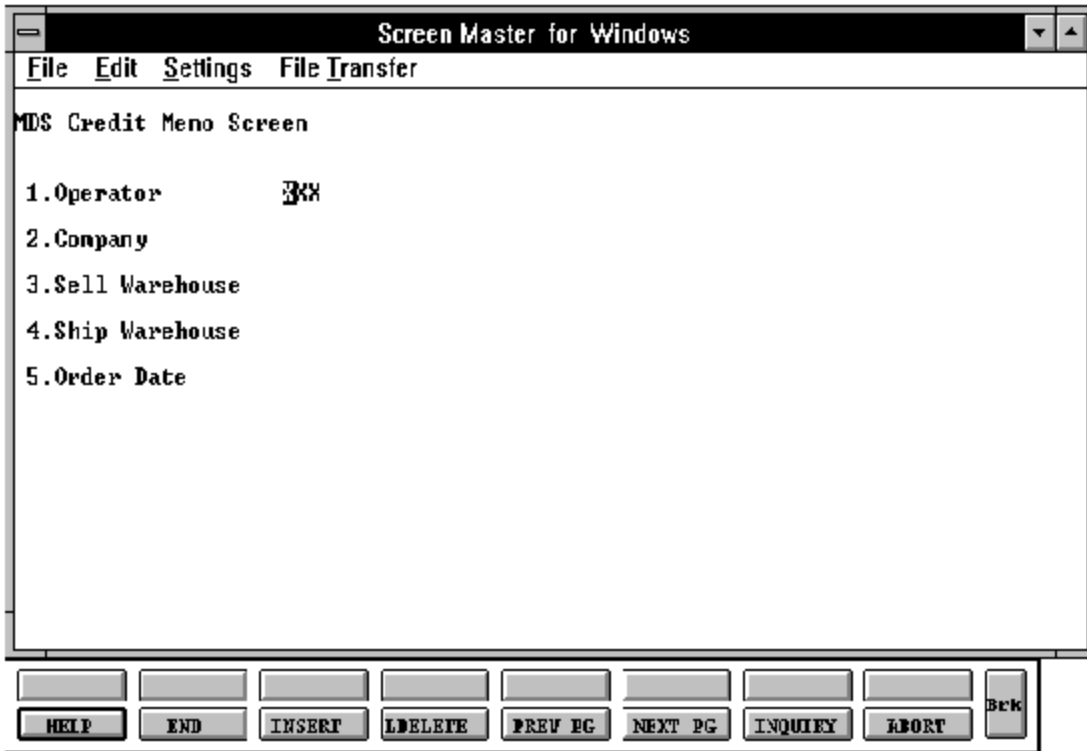 Screen Master for Windows
File Edit Settings File Transfer
MDS Credit Meno Screen
1.Operator
2.Company
3.Sell Warehouse
4.Ship Warehouse
5.Order Date
HELP END INSERT LDELETE PREV PG NEXT PG INQUIRY ABORT Brk